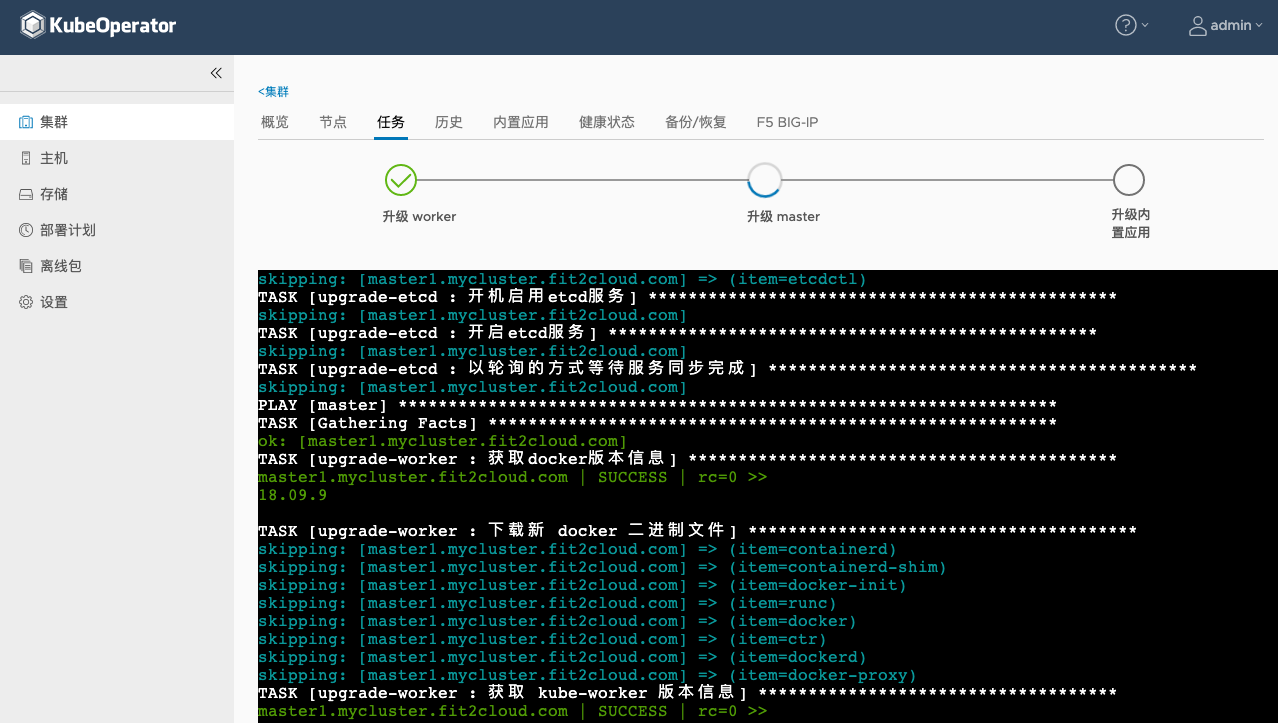 KubeOperator
?
admin
集群
主机
存储
部署计划
离线包
设置
<集群
概览 节点 任务 历史 内置应用 健康状态 备份/恢复 F5 BIG-IP
升级 worker
升级 master
升级内
置应用
skipping: [master1.mycluster.fit2cloud.com] => (item=etcdctl)
TASK [upgrade-etcd : 开机启用etcd服务] ***********************************************
skipping: [master1.mycluster.fit2cloud.com]
TASK [upgrade-etcd : 开启etcd服务] *************************************************
skipping: [master1.mycluster.fit2cloud.com]
TASK [upgrade-etcd : 以轮询的方式等待服务同步完成] *******************************************
skipping: [master1.mycluster.fit2cloud.com]
PLAY [master] ******************************************************************
TASK [Gathering Facts] *********************************************************
ok: [master1.mycluster.fit2cloud.com]
TASK [upgrade-worker : 获取docker版本信息] *******************************************
master1.mycluster.fit2cloud.com | SUCCESS | rc=0 >>
18.09.9
TASK [upgrade-worker : 下载新 docker 二进制文件] ***************************************
skipping: [master1.mycluster.fit2cloud.com] => (item=containerd)
skipping: [master1.mycluster.fit2cloud.com] => (item=containerd-shim)
skipping: [master1.mycluster.fit2cloud.com] => (item=docker-init)
skipping: [master1.mycluster.fit2cloud.com] => (item=runc)
skipping: [master1.mycluster.fit2cloud.com] => (item=docker)
skipping: [master1.mycluster.fit2cloud.com] => (item=ctr)
skipping: [master1.mycluster.fit2cloud.com] => (item=dockerd)
skipping: [master1.mycluster.fit2cloud.com] => (item=docker-proxy)
TASK [upgrade-worker : 获取 kube-worker 版本信息] ************************************
master1.mycluster.fit2cloud.com | SUCCESS | rc=0 >>